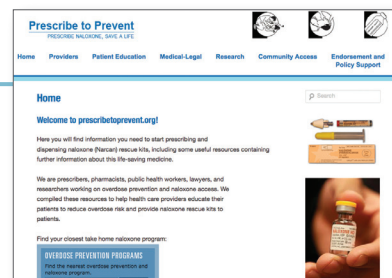 Prescribe to Prevent
PRESCRIBE NALOXONE, SAVE A LIFE
Home Providers Patient Education Medical-Legal Research Community Access Endorsement and
Policy Support
Home
Search
Welcome to prescribetoprevent.org!
Here you will find information you need to start prescribing and
dispensing naloxone (Narcan) rescue kits, including some useful resources containing
further information about this life-saving medicine.
We are prescribers, pharmacists, public health workers, lawyers, and
researchers working on overdose prevention and naloxone access. We
compiled these resources to help health care providers educate their
patients to reduce overdose risk and provide naloxone rescue kits to
patients.
Find your closest take home naloxone program:
OVERDOSE PREVENTION PROGRAMS
Find the nearest overdose prevention and
naloxone program.